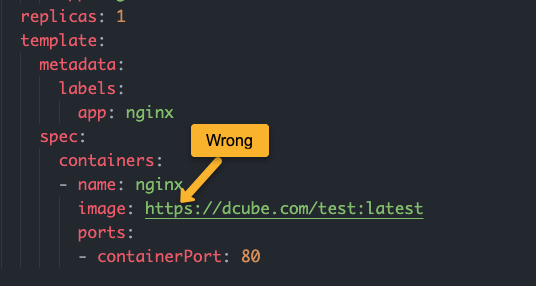 replicas: 1
template:
metadata:
labels:
app: nginx
spec:
Wrong
containers:
- name: nginx
image: https://dcube.com/test:latest
ports:
- containerPort: 80